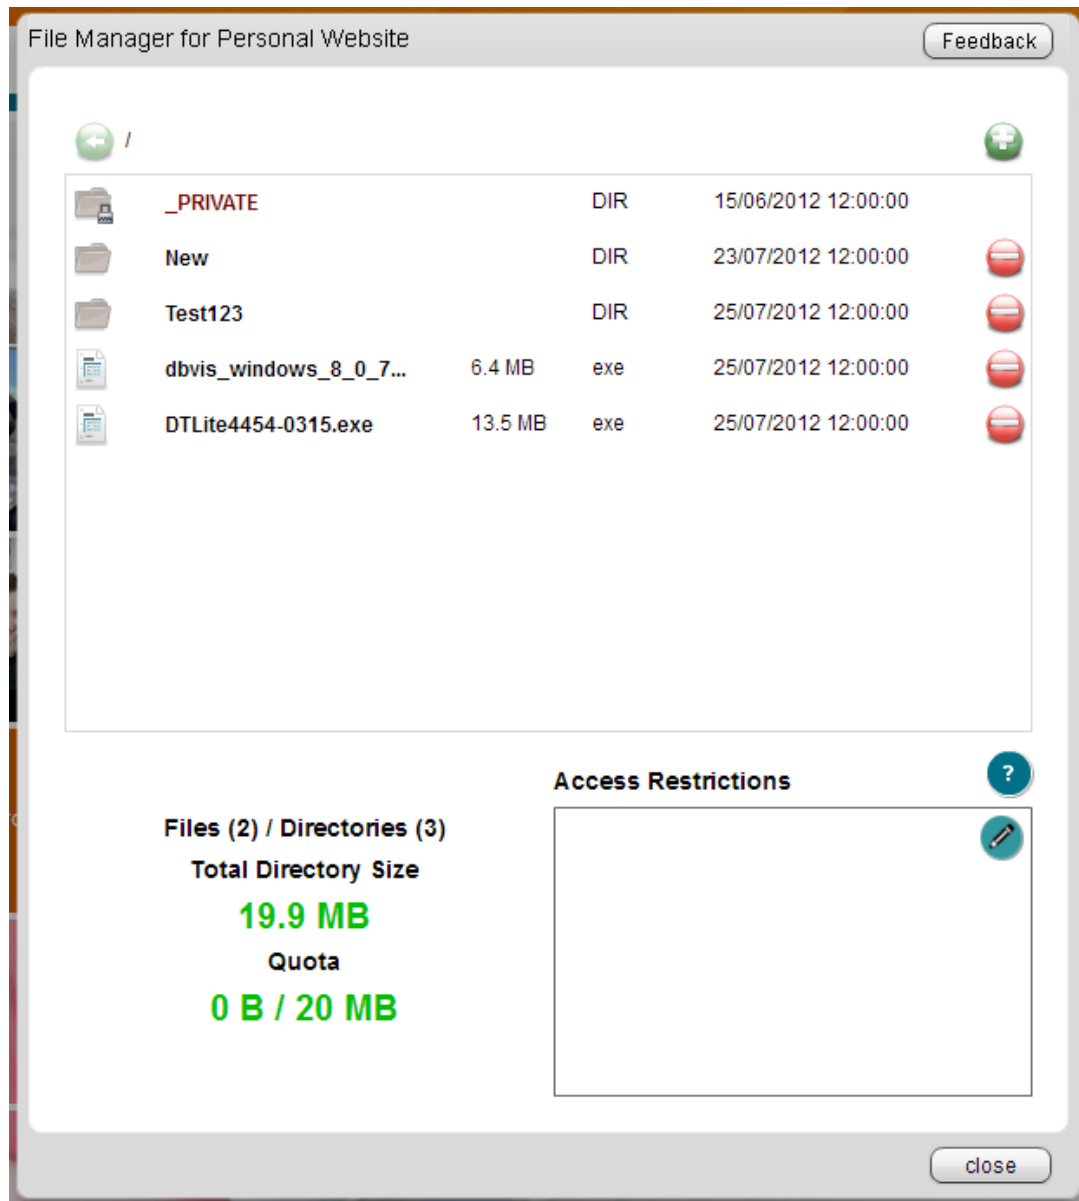 File Manager for Personal Website Feedback
/
_PRIVATE DIR 15/06/2012 12:00:00
New DIR 23/07/2012 12:00:00
Test123 DIR 25/07/2012 12:00:00
dbvis_windows_8_0_7... 6.4 MB exe 25/07/2012 12:00:00
DTLite4454-0315.exe 13.5 MB exe 25/07/2012 12:00:00
Access Restrictions ?
Files (2) / Directories (3)
Total Directory Size
19.9 MB
Quota
0 B / 20 MB
close